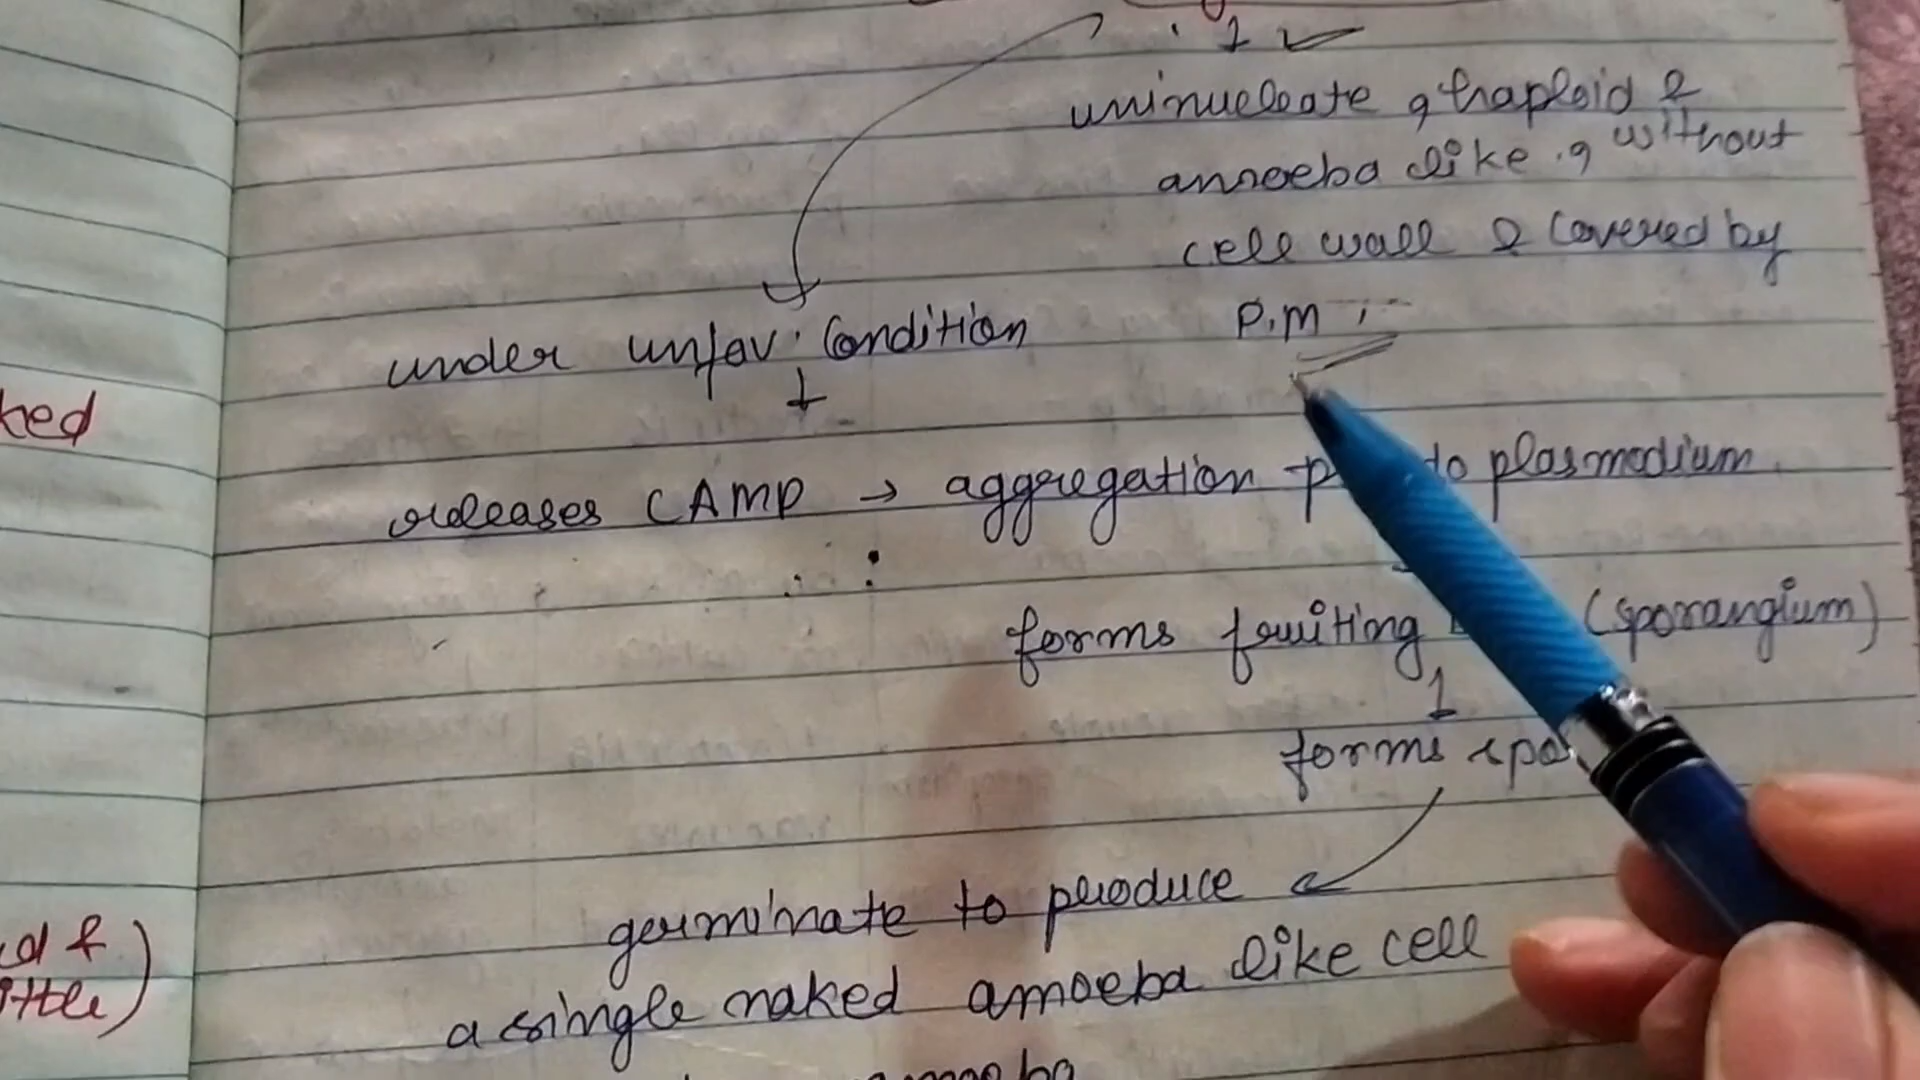 uninucleate, haploid &
amoeba like, without
cell wall & covered by
P.M.
under unfav. Condition
releases CAMP → aggregation plasmodium
forms fruiting (sporangium)
forms
germinate to produce
a single naked amoeba like cell